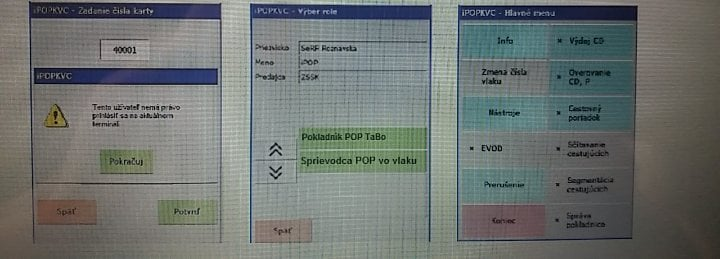 iPOPKVC - Zadanie čísla karty
40001
iPOPKVC
Tento užívateľ nemá právo
prihlásiť sa na aktuálnom
terminál.
Pokračuj
Späť
Potvrď
iPOPKVC - Výber role
Priezvisko
SeRF Roznavska
Meno
iPOP
Predajca
ZSSK
Pokladník POP TaBo
Sprievodca POP vo vlaku
Späť
iPOPKVC - Hlavné menu
Info
Výdaj CD
Zmena čísla
vlaku
Overovanie
CD, P
Nástroje
Cestovný
poriadok
EVOD
Sčítavanie
cestujúcich
Prerušenie
Segmentácia
cestujúcich
Koniec
Správa
pokladnice